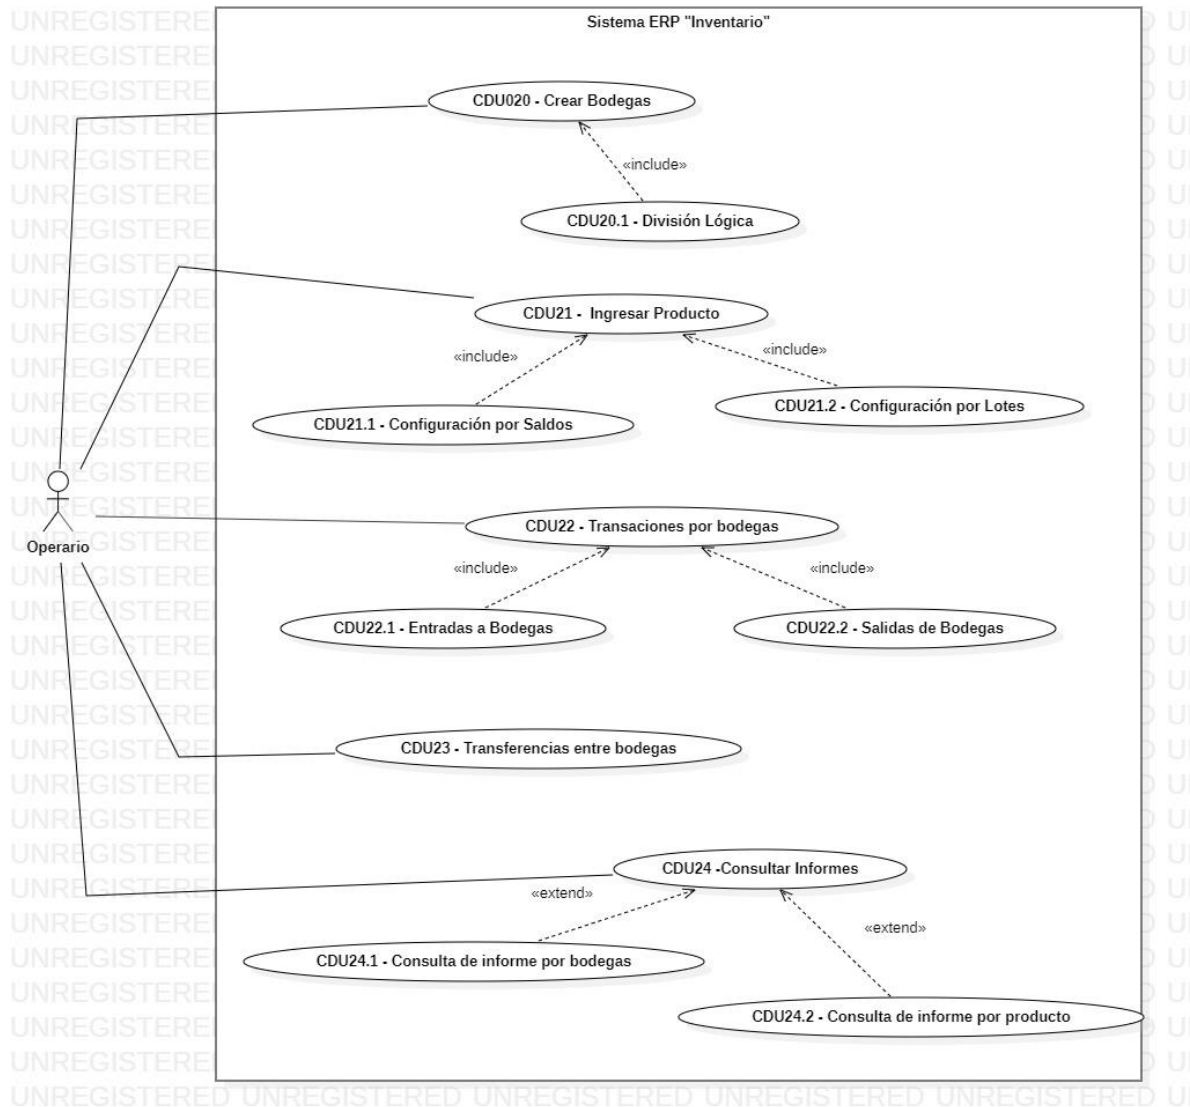 Sistema ERP "Inventario"
CDU020 - Crear Bodegas
«include»
CDU20.1 - División Lógica
CDU21 -  Ingresar Producto
«include»
«include»
CDU21.1 - Configuración por Saldos
CDU21.2 - Configuración por Lotes
Operario
CDU22 - Transaciones por bodegas
«include»
«include»
CDU22.1 - Entradas a Bodegas
CDU22.2 - Salidas de Bodegas
CDU23 - Transferencias entre bodegas
CDU24 -Consultar Informes
«extend»
«extend»
CDU24.1 - Consulta de informe por bodegas
CDU24.2 - Consulta de informe por producto
UNREGISTERED UNREGISTERED UNREGISTERED UNREGISTERED UNREGISTERED